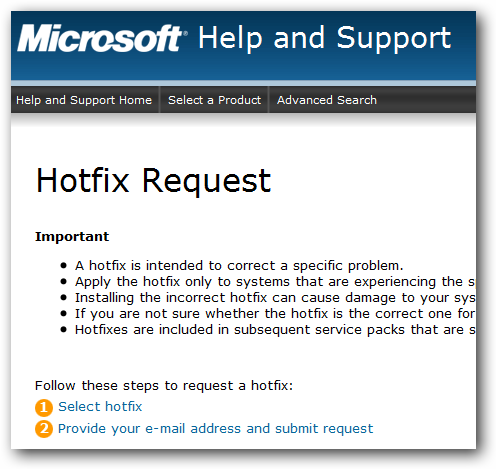 Microsoft® Help and Support
Help and Support Home Select a Product Advanced Search
Hotfix Request
Important
• A hotfix is intended to correct a specific problem.
• Apply the hotfix only to systems that are experiencing the s
• Installing the incorrect hotfix can cause damage to your sys
• If you are not sure whether the hotfix is the correct one for
• Hotfixes are included in subsequent service packs that are s
Follow these steps to request a hotfix:
1 Select hotfix
2 Provide your e-mail address and submit request